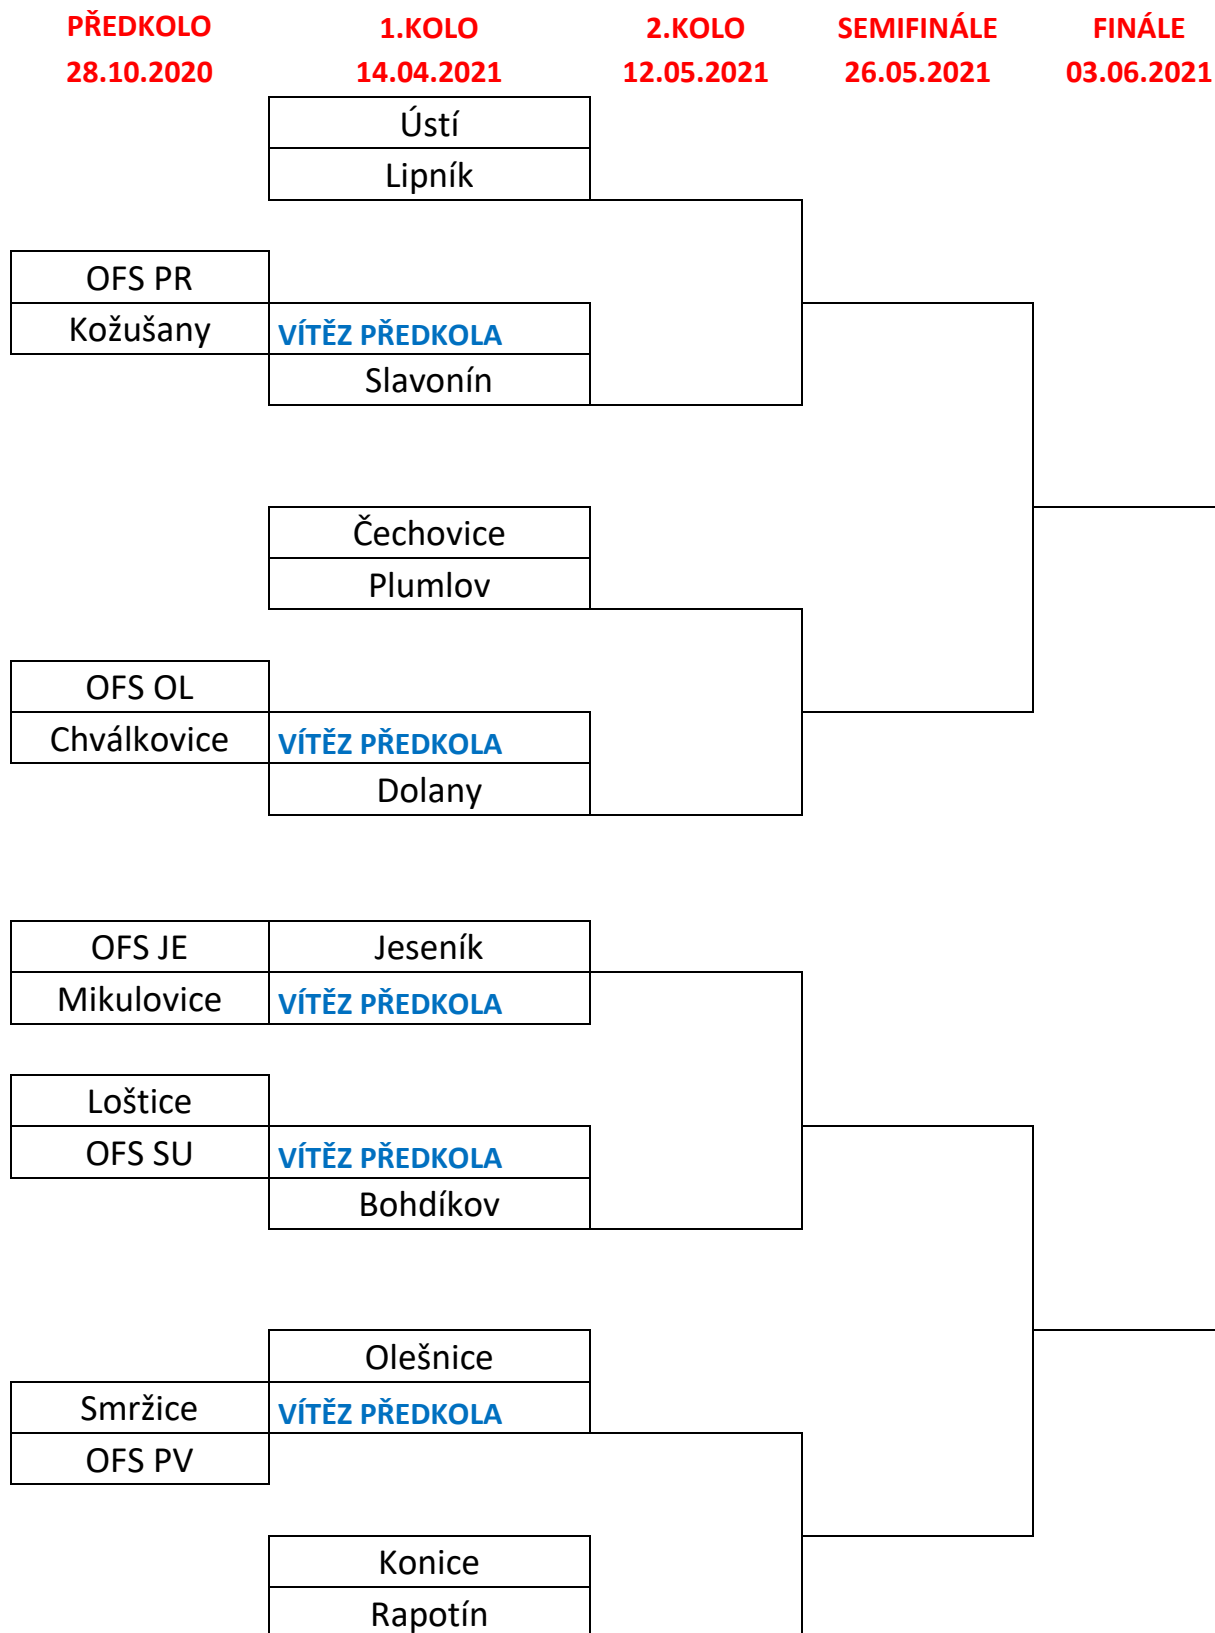 PŘEDKOLO 1.KOLO 2.KOLO SEMIFINÁLE FINÁLE
28.10.2020 14.04.2021 12.05.2021 26.05.2021 03.06.2021
Ústí
Lipník
OFS PR
Kožušany VÍTĚZ PŘEDKOLA
Slavonín
Čechovice
Plumlov
OFS OL
Chválkovice VÍTĚZ PŘEDKOLA
Dolany
OFS JE Jeseník
Mikulovice VÍTĚZ PŘEDKOLA
Loštice
OFS SU VÍTĚZ PŘEDKOLA
Bohdíkov
Olešnice
Smržice VÍTĚZ PŘEDKOLA
OFS PV
Konice
Rapotín